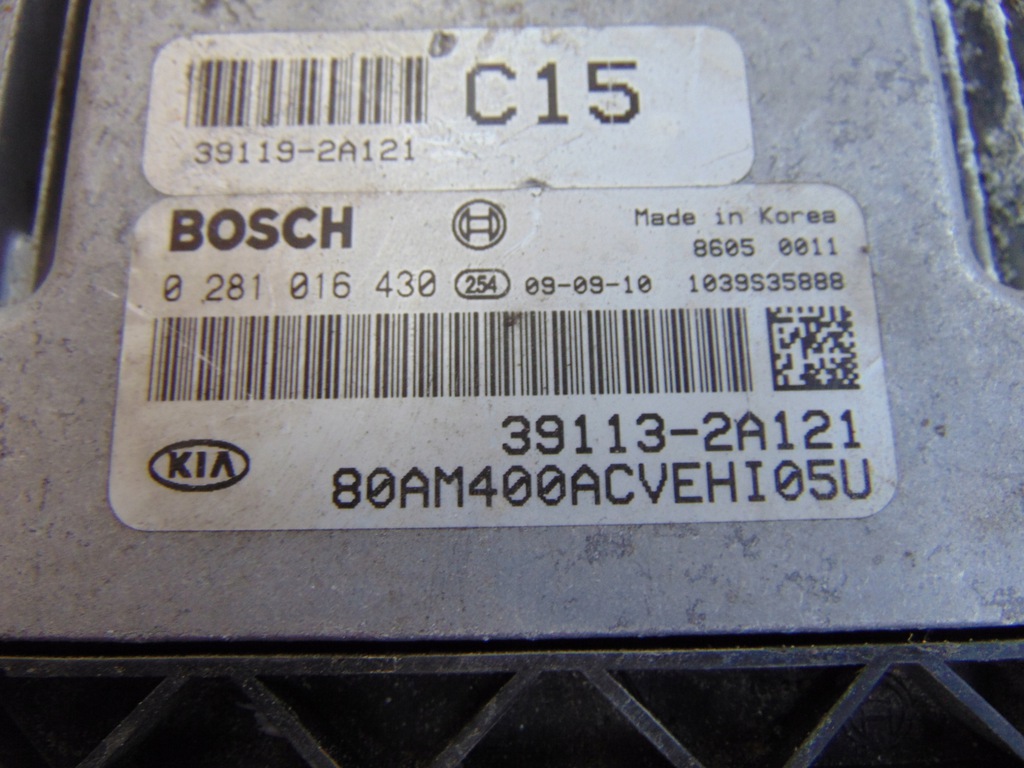 C15
39119-2A121
BOSCH
Made in Korea
8605 0011
0 281 016 430 254 09-09-10 1039S35888
39113-2A121
KIA
80AM400ACVEHI05U